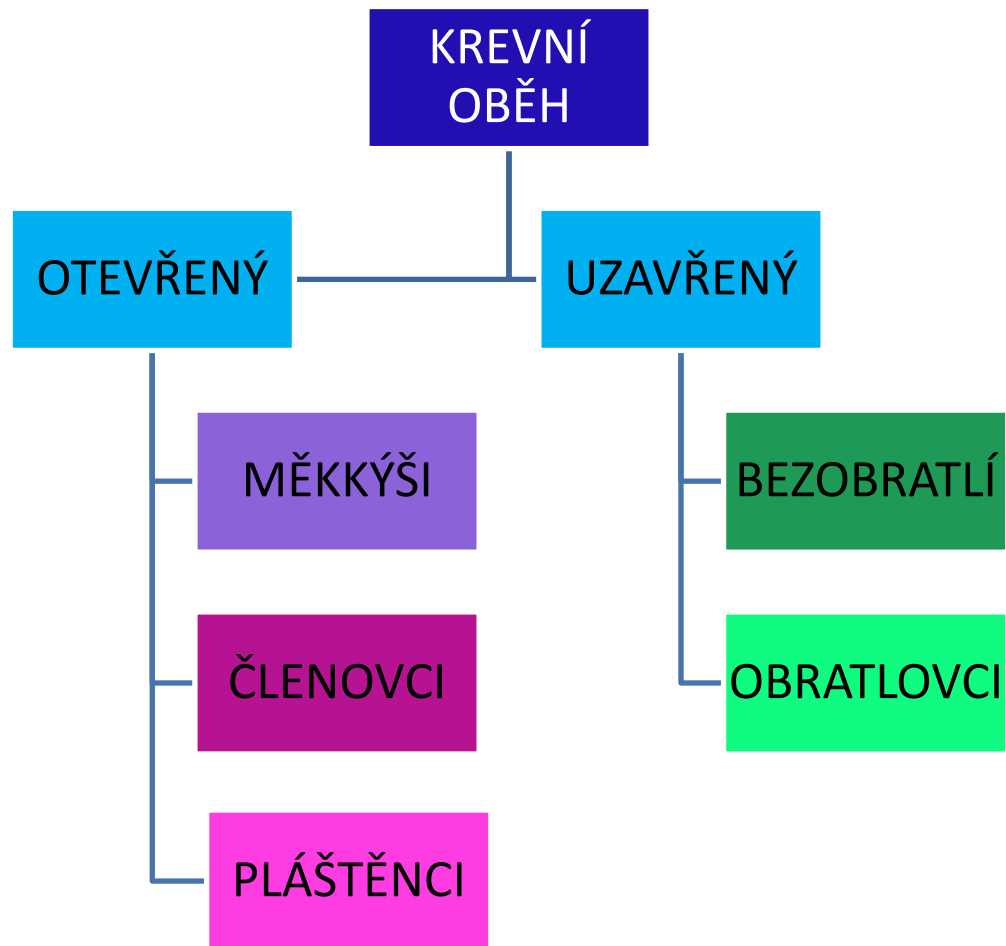 KREVNÍ
OBĚH
OTEVŘENÝ
UZAVŘENÝ
MĚKKÝŠI
BEZOBRATLÍ
ČLENOVCI
OBRATLOVCI
PLÁŠTĚNCI